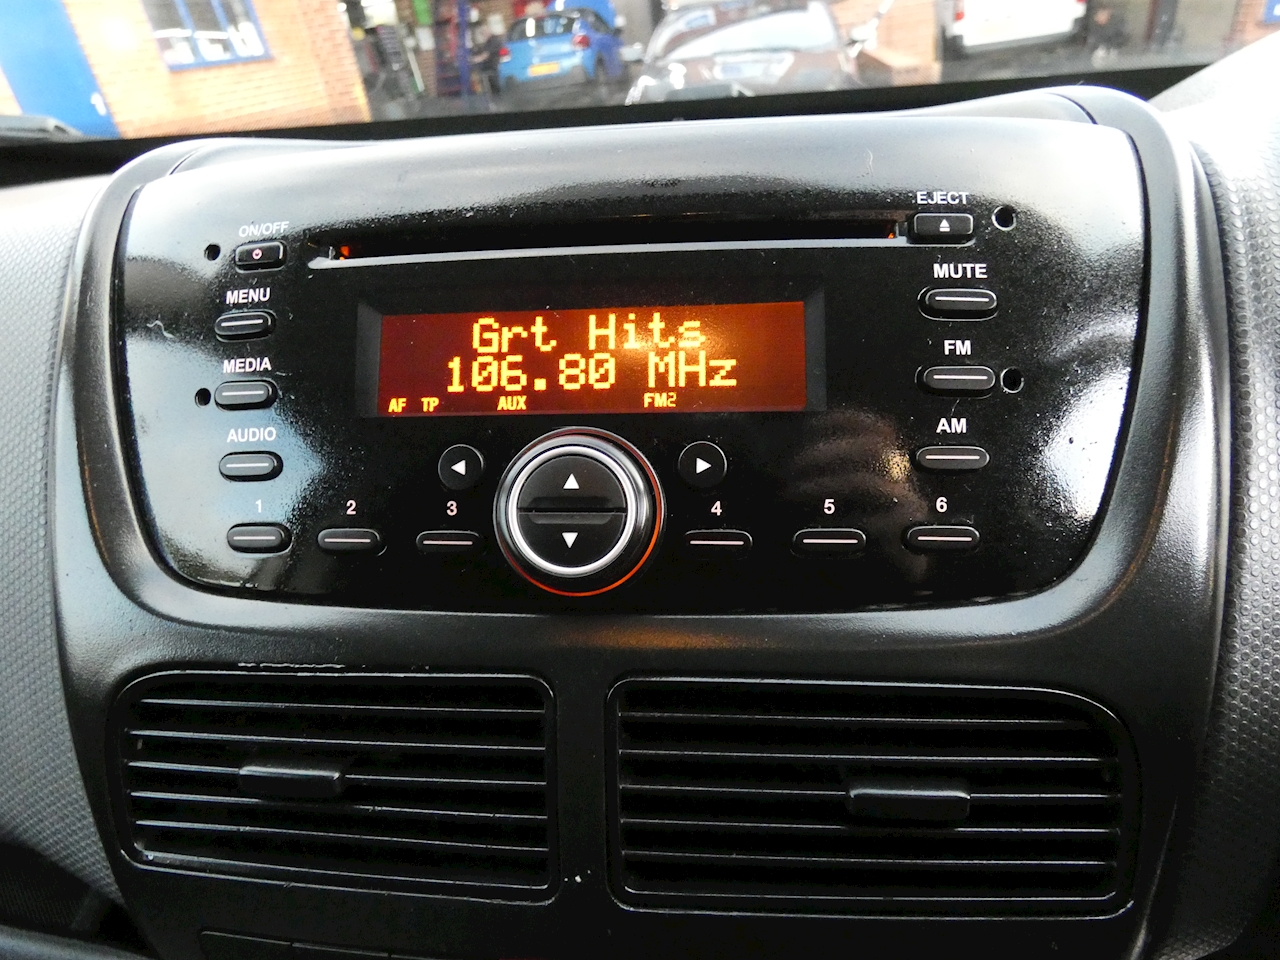 ON/OFF
EJECT
MENU
MUTE
MEDIA
FM
AUDIO
AM
Grt Hits
106.80 MHz
AF TP AUX FM2
1 2 3 4 5 6